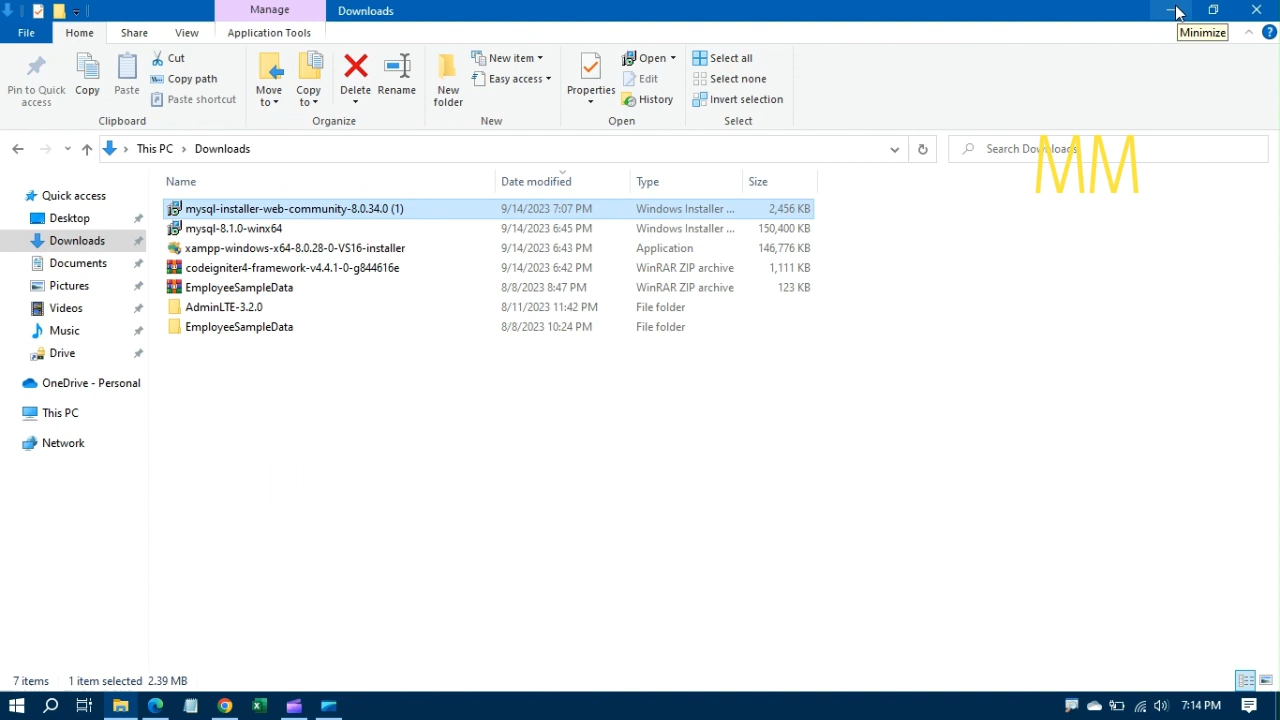 Manage
Downloads
Minimize
File
Home
Share
View
Application Tools
Pin to Quick access
Copy
Paste
Cut
Copy path
Paste shortcut
Clipboard
Move to
Copy to
Delete
Rename
Organize
New folder
New item
Easy access
New
Properties
Open
Edit
History
Open
Select all
Select none
Invert selection
Select
This PC > Downloads
Search Downloads
MM
Name Date modified Type Size
mysql-installer-web-community-8.0.34.0 (1) 9/14/2023 7:07 PM Windows Installer ... 2,456 KB
mysql-8.1.0-winx64 9/14/2023 6:45 PM Windows Installer ... 150,400 KB
xampp-windows-x64-8.0.28-0-VS16-installer 9/14/2023 6:43 PM Application 146,776 KB
codeigniter4-framework-v4.4.1-0-g844616e 9/14/2023 6:42 PM WinRAR ZIP archive 1,111 KB
EmployeeSampleData 8/8/2023 8:47 PM WinRAR ZIP archive 123 KB
AdminLTE-3.2.0 8/11/2023 11:42 PM File folder
EmployeeSampleData 8/8/2023 10:24 PM File folder
Quick access
Desktop
Downloads
Documents
Pictures
Videos
Music
Drive
OneDrive - Personal
This PC
Network
7 items 1 item selected 2.39 MB
7:14 PM